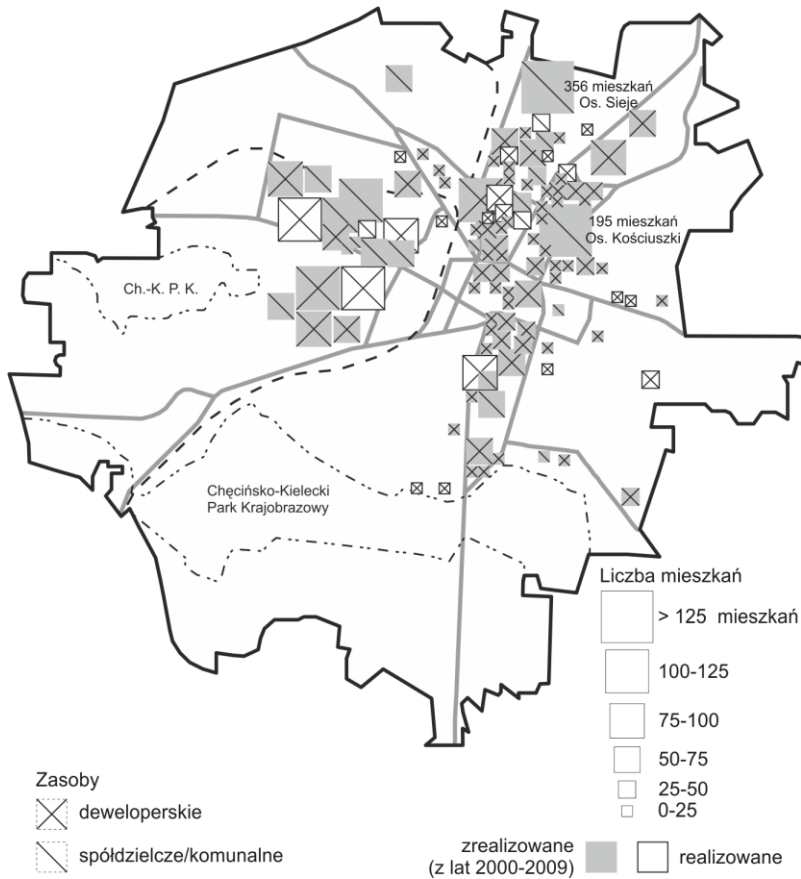 356 mieszkań
Os. Sieje
195 mieszkań
Os. Kościuszki
Ch.-K. P. K.
Chęcińsko-Kielecki
Park Krajobrazowy
Liczba mieszkań
> 125 mieszkań
100-125
75-100
50-75
25-50
0-25
Zasoby
deweloperskie
spółdzielcze/komunalne
zrealizowane
(z lat 2000-2009)
realizowane